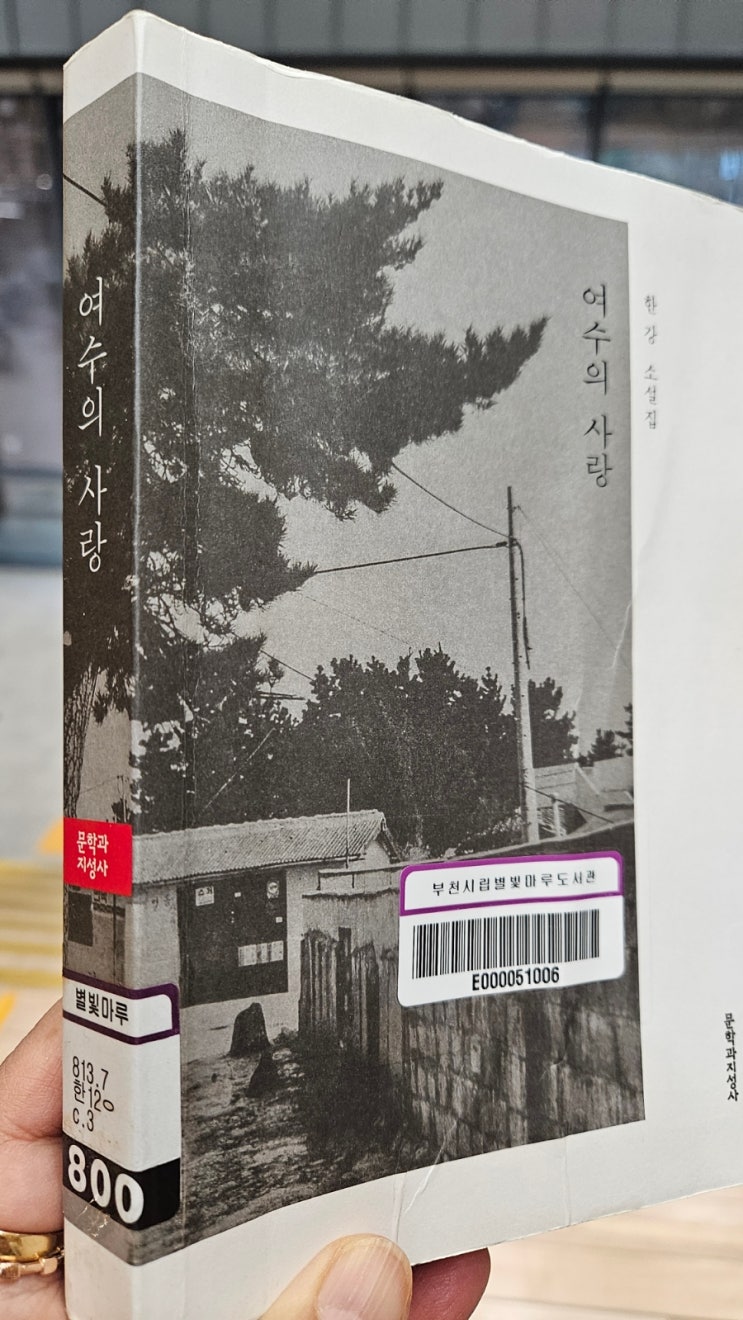 여수의 사랑
문학과
지성사
별빛마루
813.7
한12ㅇ
c.3
800
여수의 사랑
한강 소설집
부천시립별빛마루도서관
E000051006
문학과지성사